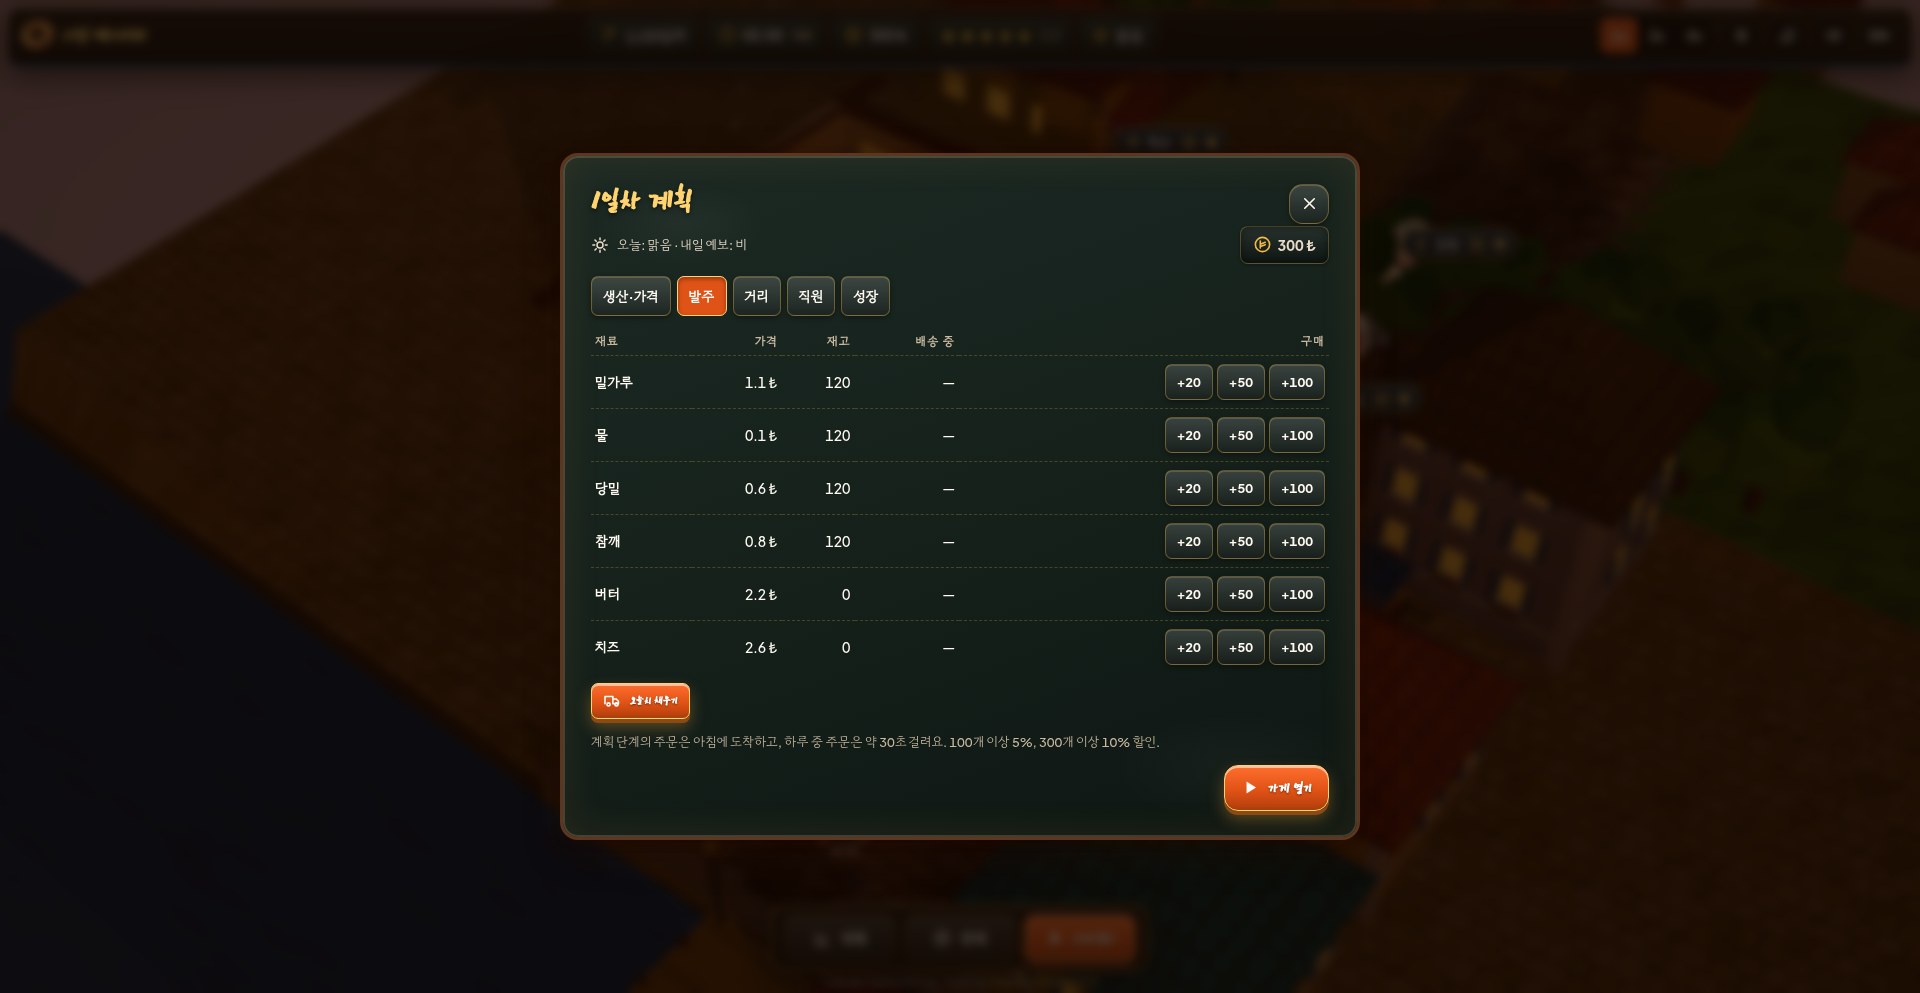 1일차 계획
오늘: 맑음 · 내일 예보: 비
300 ₺
생산·가격 발주 거리 직원 성장
재료 가격 재고 배송 중 구매
밀가루 1.1 ₺ 120 — +20 +50 +100
물 0.1 ₺ 120 — +20 +50 +100
당밀 0.6 ₺ 120 — +20 +50 +100
참깨 0.8 ₺ 120 — +20 +50 +100
버터 2.2 ₺ 0 — +20 +50 +100
치즈 2.6 ₺ 0 — +20 +50 +100
채우기
계획 단계의 주문은 아침에 도착하고, 하루 중 주문은 약 30초 걸려요. 100개 이상 5%, 300개 이상 10% 할인.
가게 열기